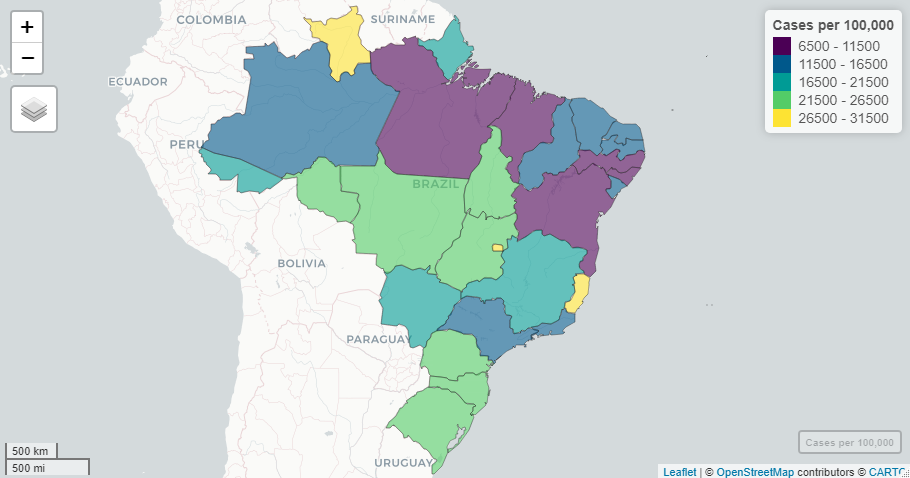 +
−
COLOMBIA
SURINAME
ECUADOR
PERU
BRAZIL
BOLIVIA
PARAGUAY
URUGUAY
Cases per 100,000
6500 - 11500
11500 - 16500
16500 - 21500
21500 - 26500
26500 - 31500
500 km
500 mi
Cases per 100,000
Leaflet | © OpenStreetMap contributors © CARTO